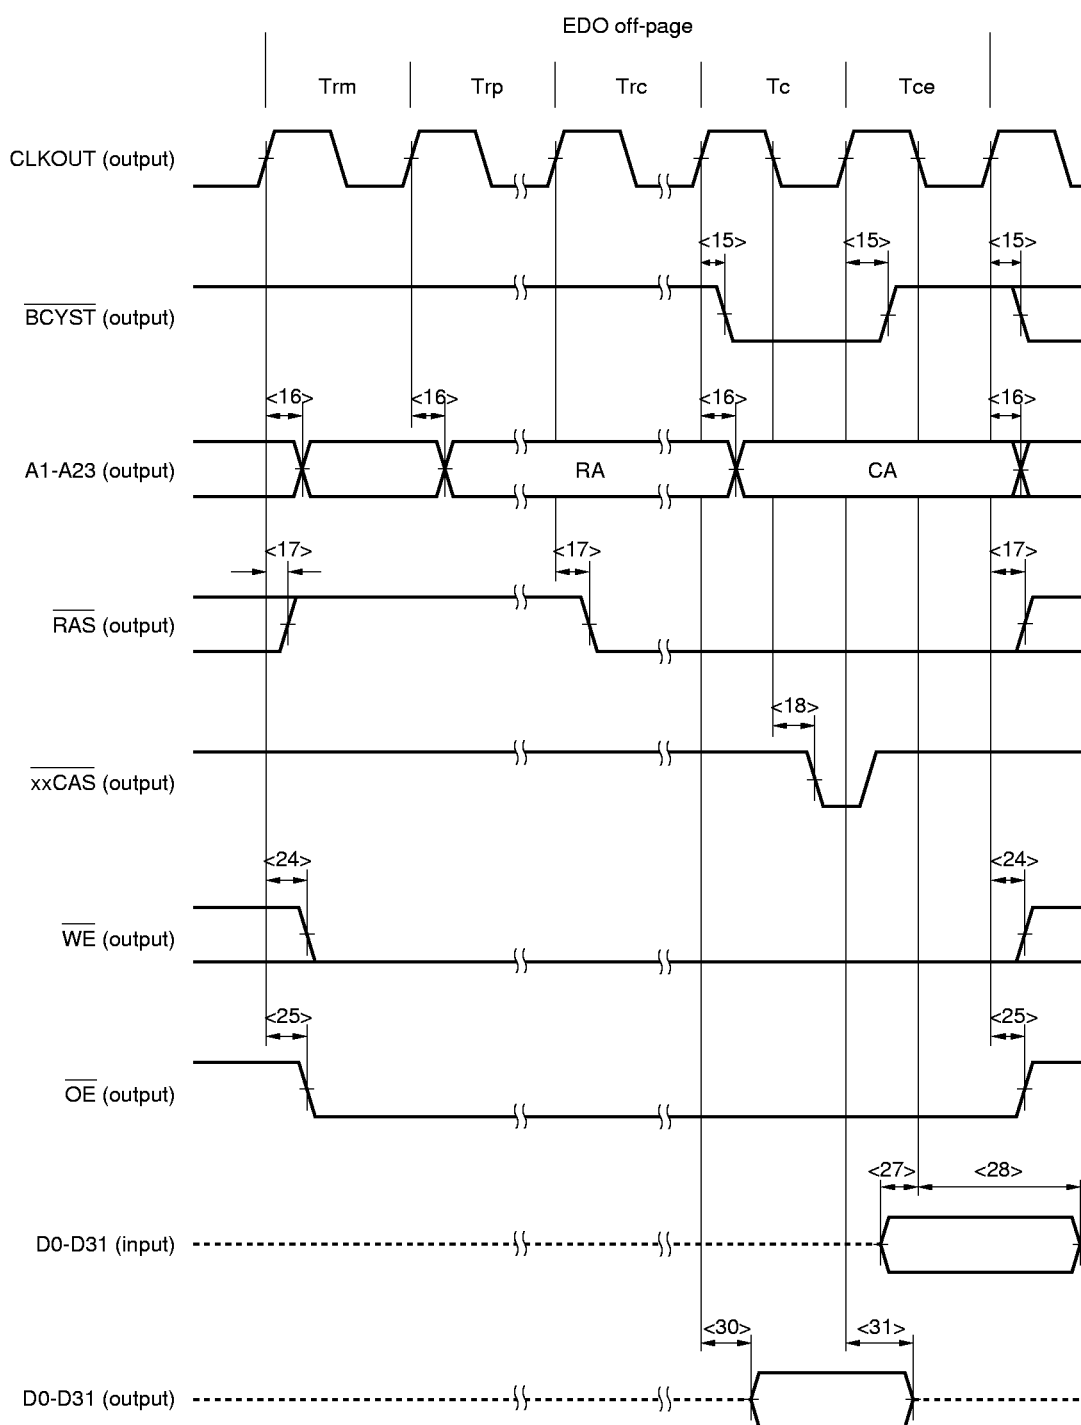 EDO off-page
Trm Trp Trc Tc Tce
CLKOUT (output)
<15> <15> <15>
BCYST (output)
<16> <16> <16> <16>
A1-A23 (output) RA CA
<17> <17> <17>
RAS (output)
<18>
xxCAS (output)
<24> <24>
WE (output)
<25> <25>
OE (output)
<27> <28>
D0-D31 (input)
<30> <31>
D0-D31 (output)